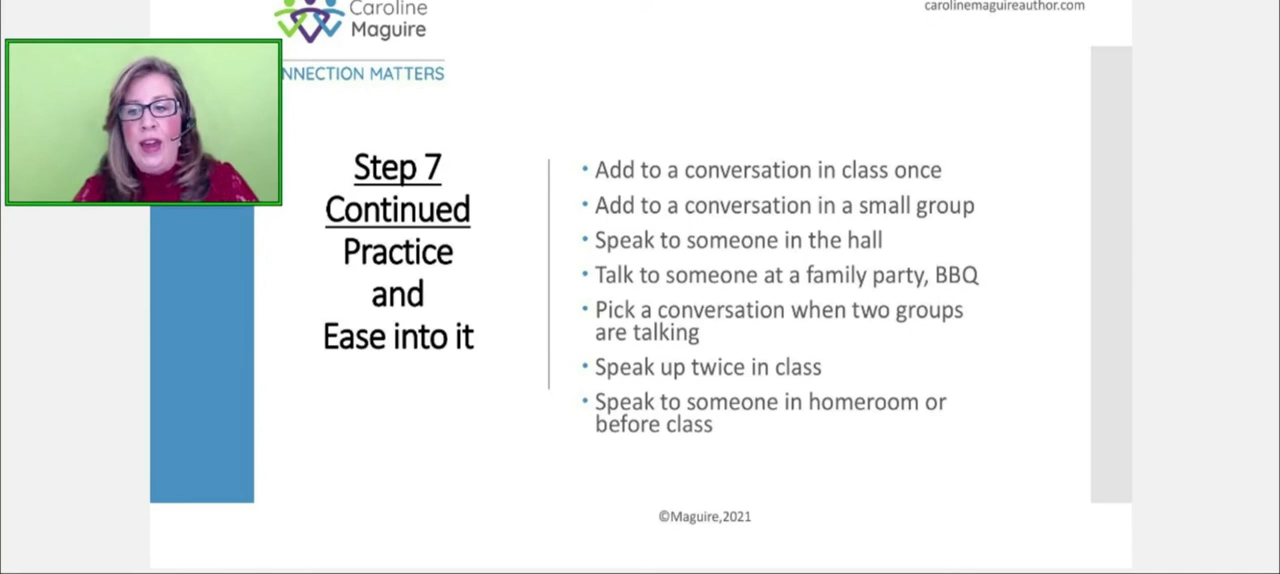 Caroline
Maguire
carolinemaguireauthor.com
NNECTION MATTERS
Step 7
Continued
Practice
and
Ease into it
• Add to a conversation in class once
• Add to a conversation in a small group
• Speak to someone in the hall
• Talk to someone at a family party, BBQ
• Pick a conversation when two groups
are talking
• Speak up twice in class
• Speak to someone in homeroom or
before class
©Maguire,2021